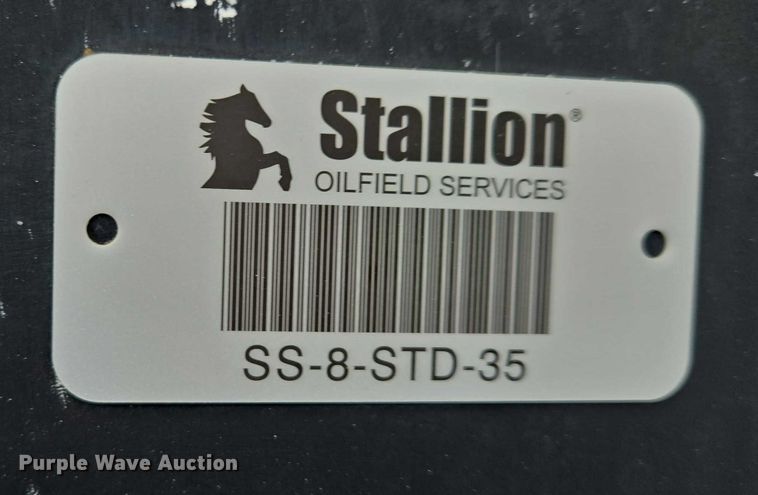 Stallion®
OILFIELD SERVICES
SS-8-STD-35
Purple Wave Auction